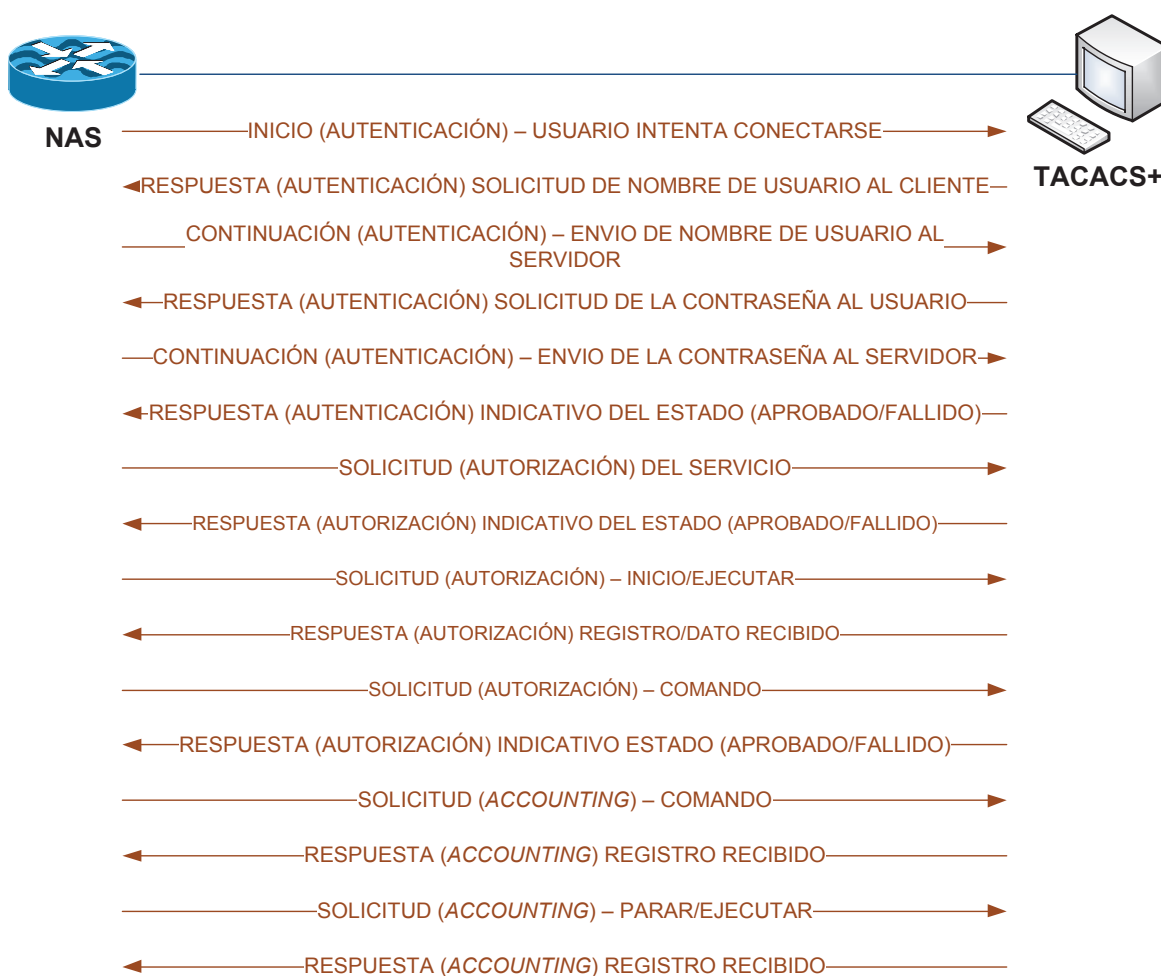 NAS
TACACS+
INICIO (AUTENTICACIÓN) – USUARIO INTENTA CONECTARSE
RESPUESTA (AUTENTICACIÓN) SOLICITUD DE NOMBRE DE USUARIO AL CLIENTE
CONTINUACIÓN (AUTENTICACIÓN) – ENVIO DE NOMBRE DE USUARIO AL
SERVIDOR
RESPUESTA (AUTENTICACIÓN) SOLICITUD DE LA CONTRASEÑA AL USUARIO
CONTINUACIÓN (AUTENTICACIÓN) – ENVIO DE LA CONTRASEÑA AL SERVIDOR
RESPUESTA (AUTENTICACIÓN) INDICATIVO DEL ESTADO (APROBADO/FALLIDO)
SOLICITUD (AUTORIZACIÓN) DEL SERVICIO
RESPUESTA (AUTORIZACIÓN) INDICATIVO DEL ESTADO (APROBADO/FALLIDO)
SOLICITUD (AUTORIZACIÓN) – INICIO/EJECUTAR
RESPUESTA (AUTORIZACIÓN) REGISTRO/DATO RECIBIDO
SOLICITUD (AUTORIZACIÓN) – COMANDO
RESPUESTA (AUTORIZACIÓN) INDICATIVO ESTADO (APROBADO/FALLIDO)
SOLICITUD (ACCOUNTING) – COMANDO
RESPUESTA (ACCOUNTING) REGISTRO RECIBIDO
SOLICITUD (ACCOUNTING) – PARAR/EJECUTAR
RESPUESTA (ACCOUNTING) REGISTRO RECIBIDO